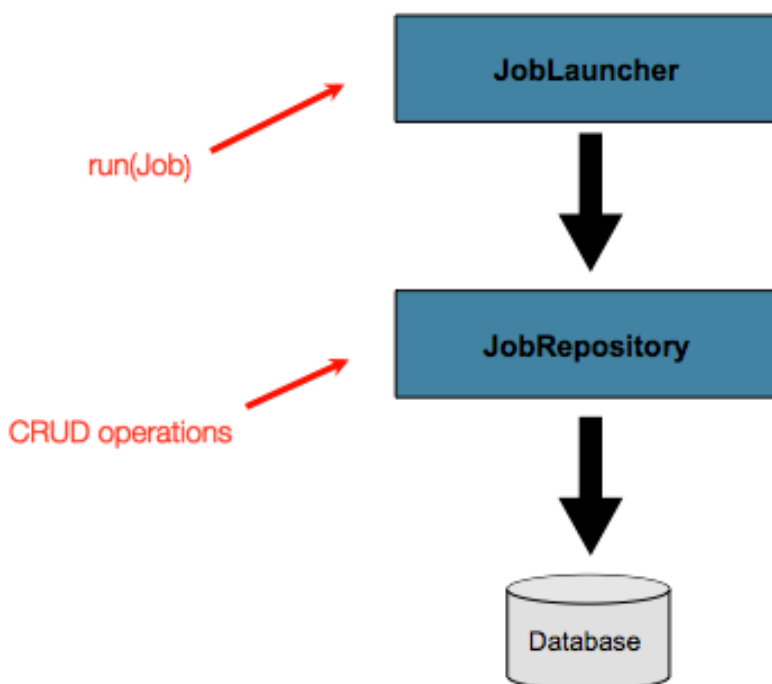 JobLauncher
run(Job)
JobRepository
CRUD operations
Database